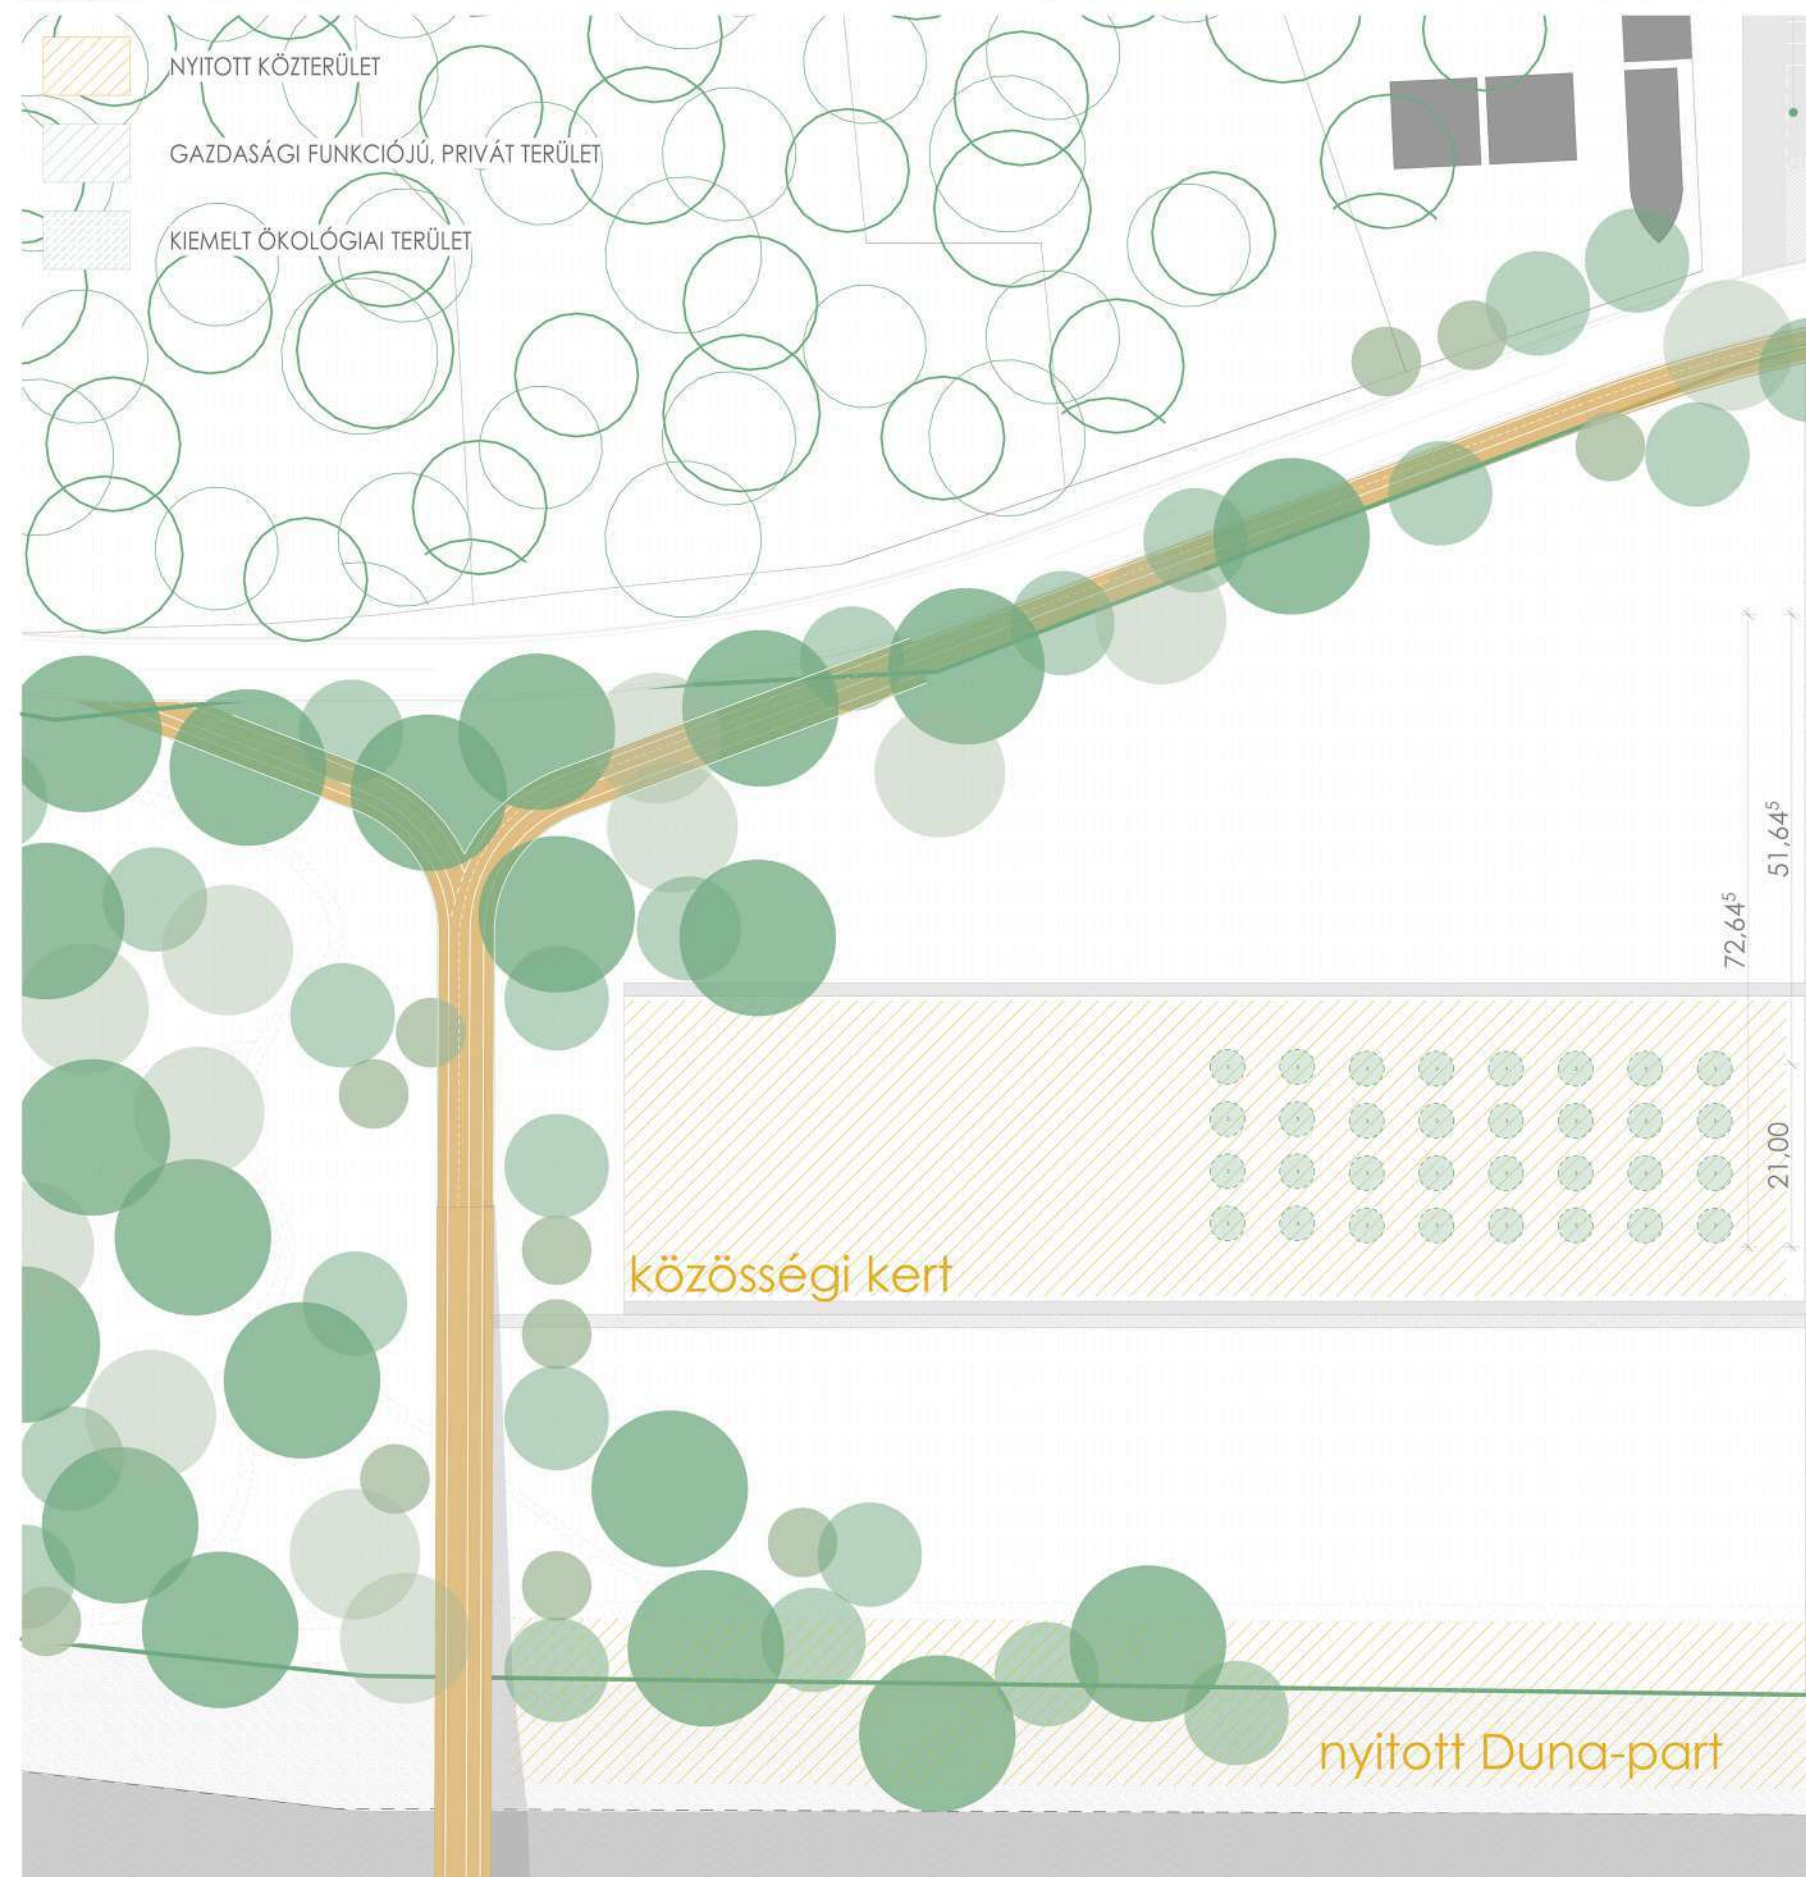 NYITOTT KÖZTERÜLET
GAZDASÁGI FUNKCIÓJÚ, PRIVÁT TERÜLET
KIEMELT ÖKOLÓGIAI TERÜLET
51,64⁵
72,64⁵
21,00
közösségi kert
nyitott Duna-part